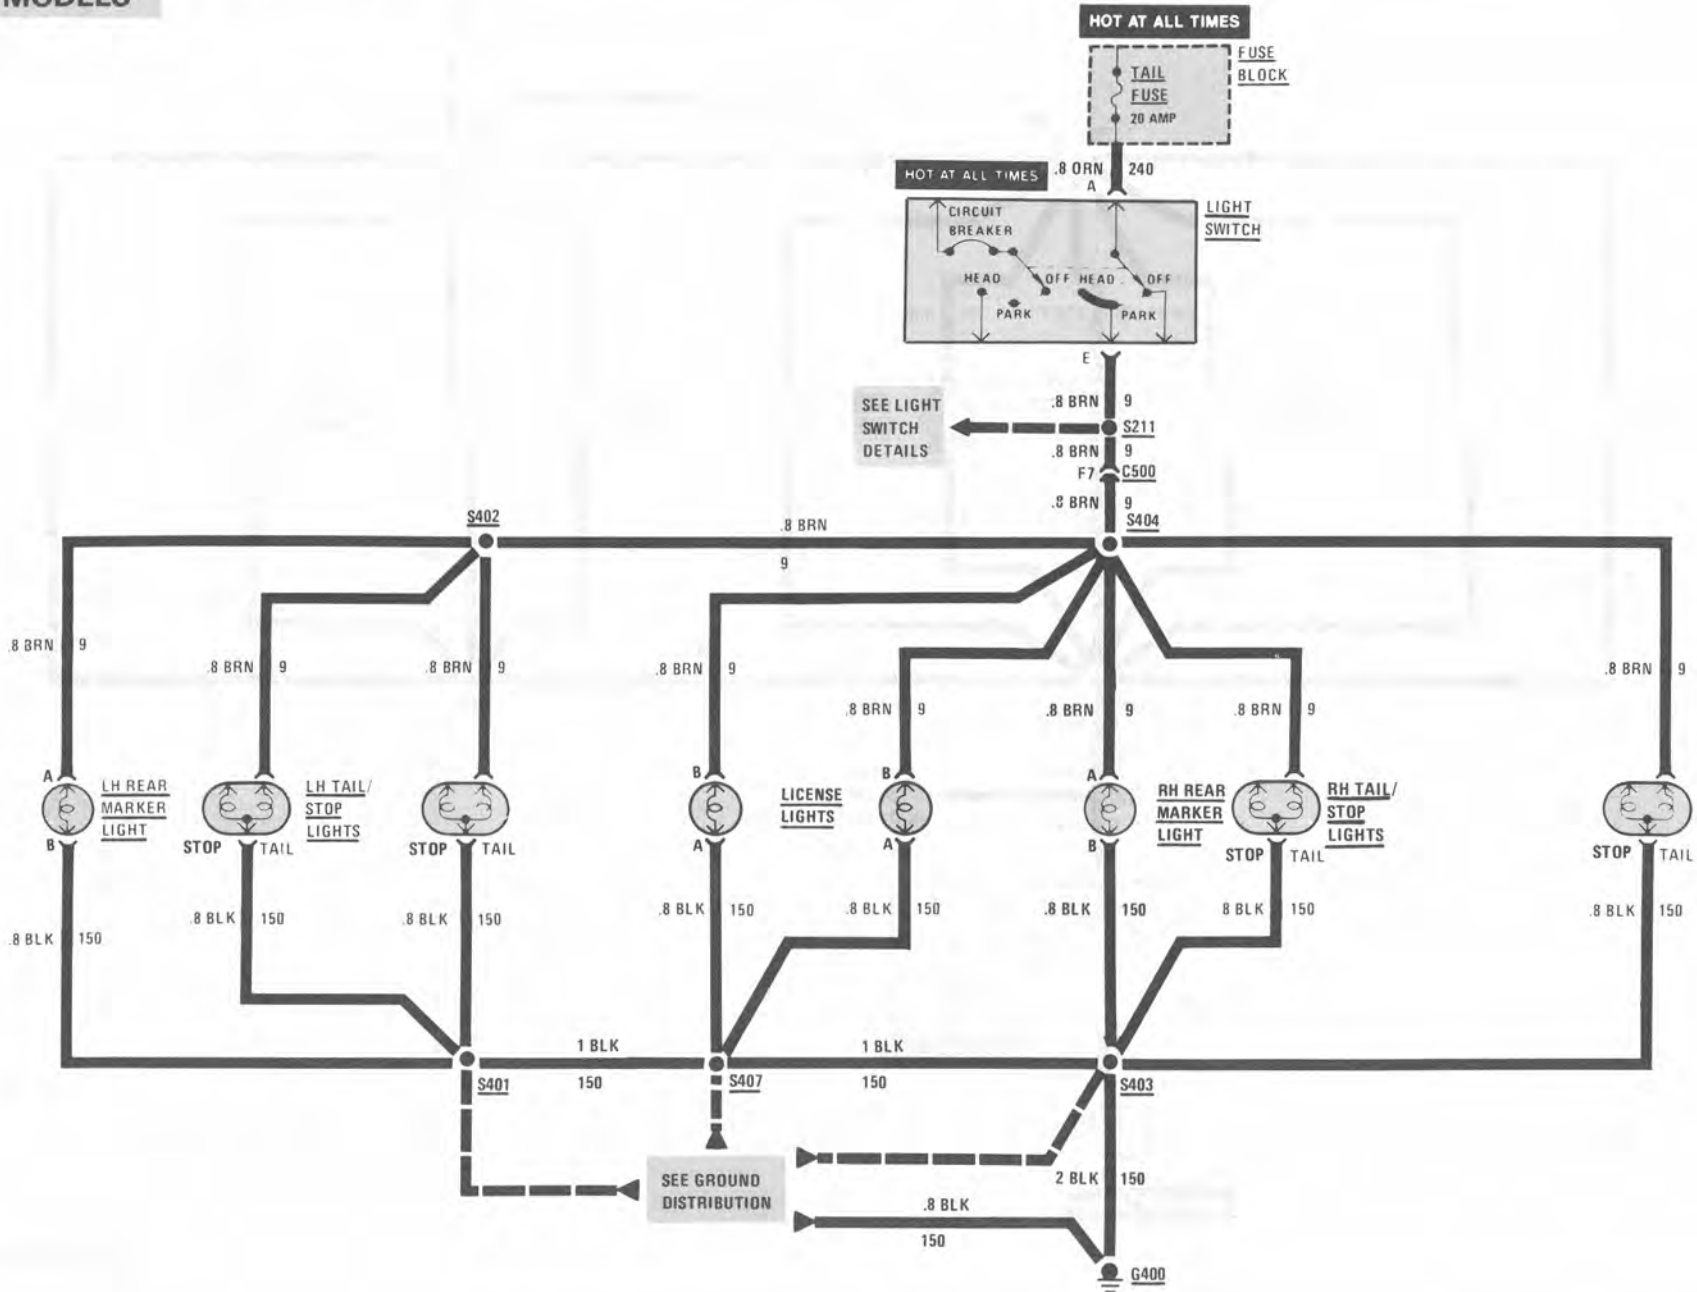 MODELS
HOT AT ALL TIMES
FUSE
BLOCK
TAIL
FUSE
20 AMP
HOT AT ALL TIMES
.8 ORN 240
A
LIGHT
SWITCH
CIRCUIT
BREAKER
HEAD OFF HEAD OFF
PARK PARK
E
SEE LIGHT
SWITCH
DETAILS
.8 BRN 9
S211
.8 BRN 9
F7 C500
.8 BRN 9
S402
.8 BRN
9
S404
.8 BRN 9
.8 BRN 9
.8 BRN 9
.8 BRN 9
.8 BRN 9
.8 BRN 9
.8 BRN 9
.8 BRN 9
A
B
B
A
LH REAR
MARKER
LIGHT
LH TAIL/
STOP
LIGHTS
LICENSE
LIGHTS
RH REAR
MARKER
LIGHT
RH TAIL/
STOP
LIGHTS
B
STOP TAIL
STOP TAIL
A
A
B
STOP TAIL
STOP TAIL
.8 BLK 150
.8 BLK 150
.8 BLK 150
.8 BLK 150
.8 BLK 150
.8 BLK 150
8 BLK 150
.8 BLK 150
S401
1 BLK
150
S407
1 BLK
150
S403
SEE GROUND
DISTRIBUTION
2 BLK 150
.8 BLK
150
G400